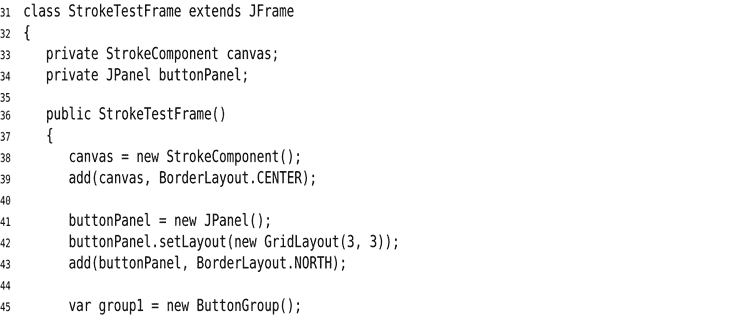 31 class StrokeTestFrame extends JFrame
32 {
33    private StrokeComponent canvas;
34    private JPanel buttonPanel;
35
36    public StrokeTestFrame()
37    {
38       canvas = new StrokeComponent();
39       add(canvas, BorderLayout.CENTER);
40
41       buttonPanel = new JPanel();
42       buttonPanel.setLayout(new GridLayout(3, 3));
43       add(buttonPanel, BorderLayout.NORTH);
44
45       var group1 = new ButtonGroup();